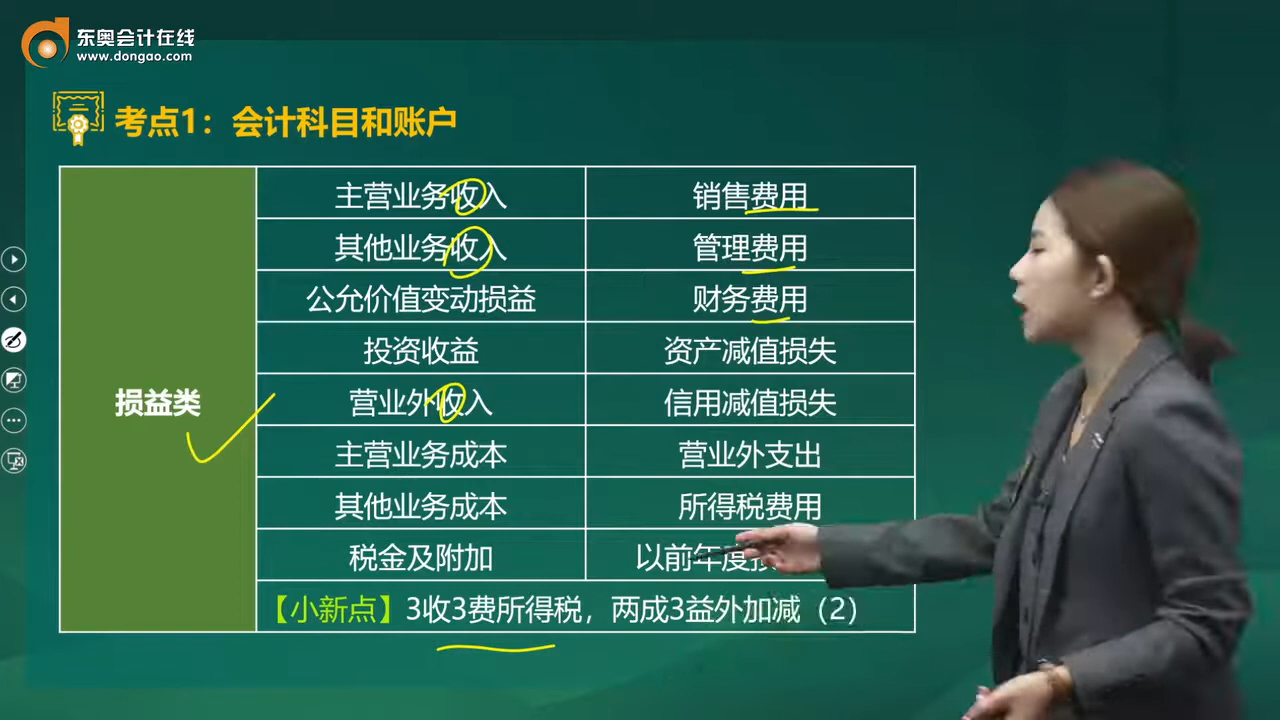 东奥会计在线
www.dongao.com
考点1：会计科目和账户
损益类
主营业务收入 销售费用
其他业务收入 管理费用
公允价值变动损益 财务费用
投资收益 资产减值损失
营业外收入 信用减值损失
主营业务成本 营业外支出
其他业务成本 所得税费用
税金及附加 以前年度损
【小新点】3收3费所得税，两成3益外加减（2）